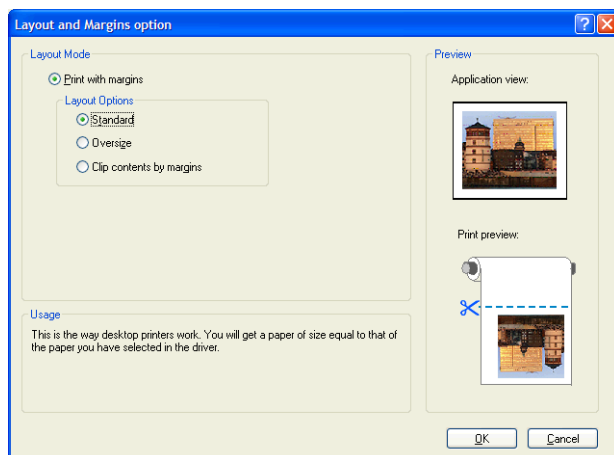 Layout and Margins option
Layout Mode
Print with margins
Layout Options
Standard
Oversize
Clip contents by margins
Usage
This is the way desktop printers work. You will get a paper of size equal to that of
the paper you have selected in the driver.
Preview
Application view:
Print preview:
OK
Cancel